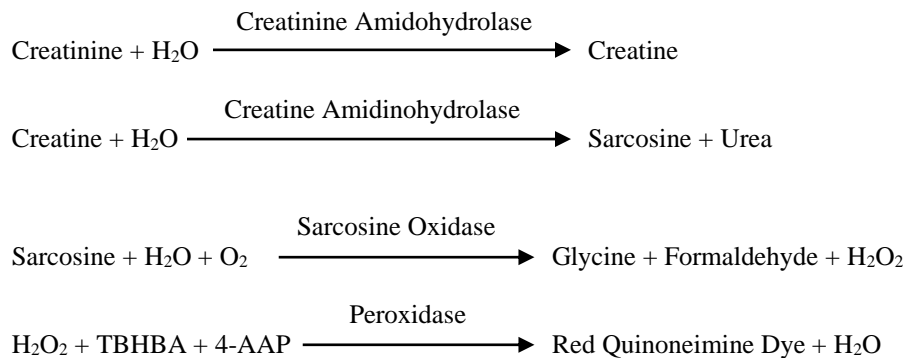 Creatinine Amidohydrolase
Creatinine + H₂O Creatine
Creatine Amidinohydrolase
Creatine + H₂O Sarcosine + Urea
Sarcosine Oxidase
Sarcosine + H₂O + O₂ Glycine + Formaldehyde + H₂O₂
Peroxidase
H₂O₂ + TBHBA + 4-AAP Red Quinoneimine Dye + H₂O